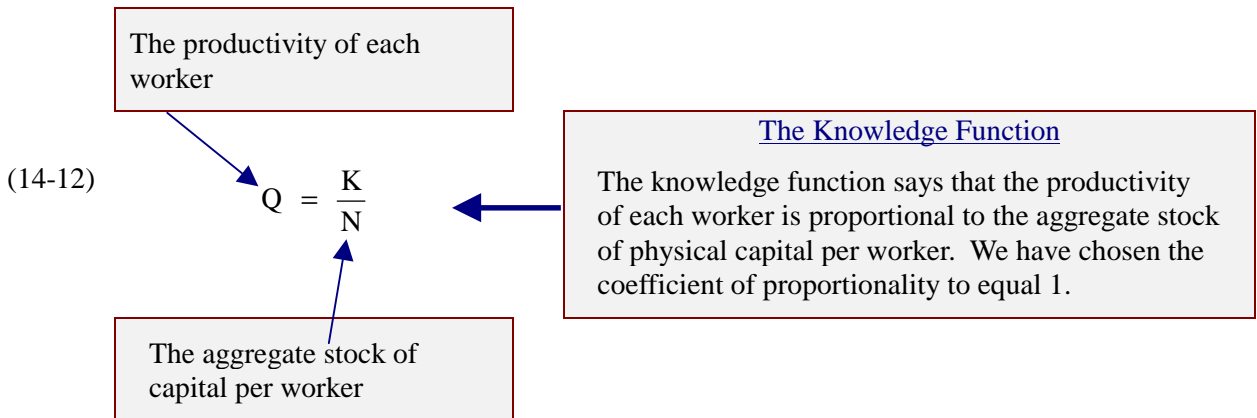 The productivity of each
worker
(14-12)
Q = K/N
The Knowledge Function
The knowledge function says that the productivity
of each worker is proportional to the aggregate stock
of physical capital per worker. We have chosen the
coefficient of proportionality to equal 1.
The aggregate stock of
capital per worker